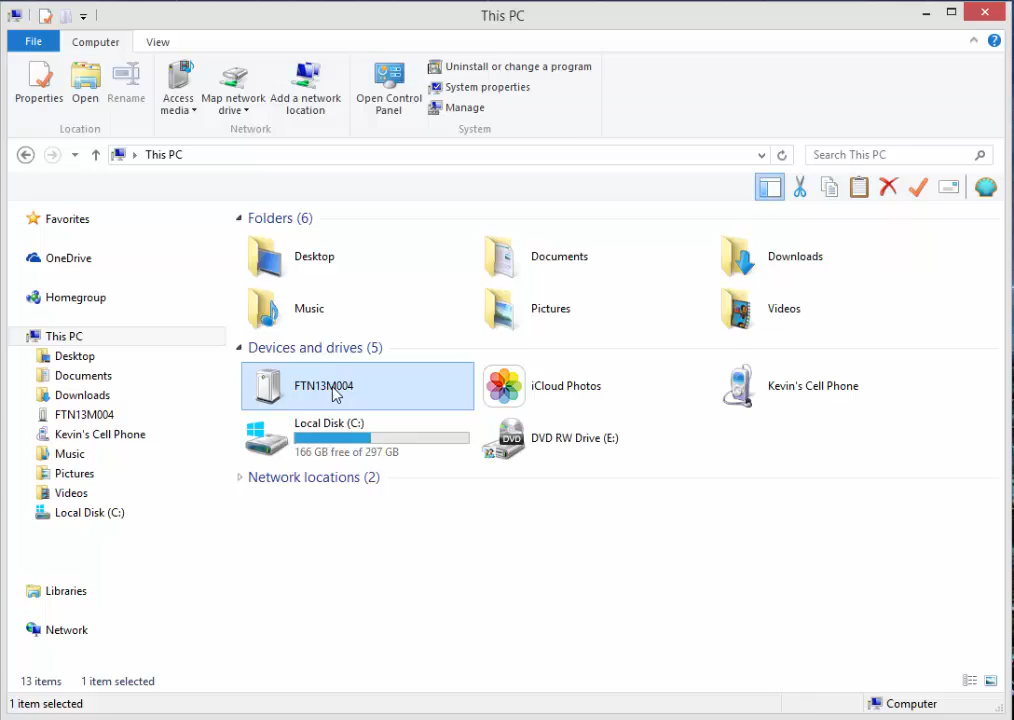 This PC
File
Computer
View
Properties
Open
Rename
Access media
Map network drive
Add a network location
Open Control Panel
Uninstall or change a program
System properties
Manage
Location
Network
System
This PC
Search This PC
Favorites
OneDrive
Homegroup
This PC
Desktop
Documents
Downloads
FTN13M004
Kevin's Cell Phone
Music
Pictures
Videos
Local Disk (C:)
Libraries
Network
Folders (6)
Desktop
Documents
Downloads
Music
Pictures
Videos
Devices and drives (5)
FTN13M004
iCloud Photos
Kevin's Cell Phone
Local Disk (C:)
166 GB free of 297 GB
DVD
DVD RW Drive (E:)
Network locations (2)
13 items
1 item selected
1 item selected
Computer